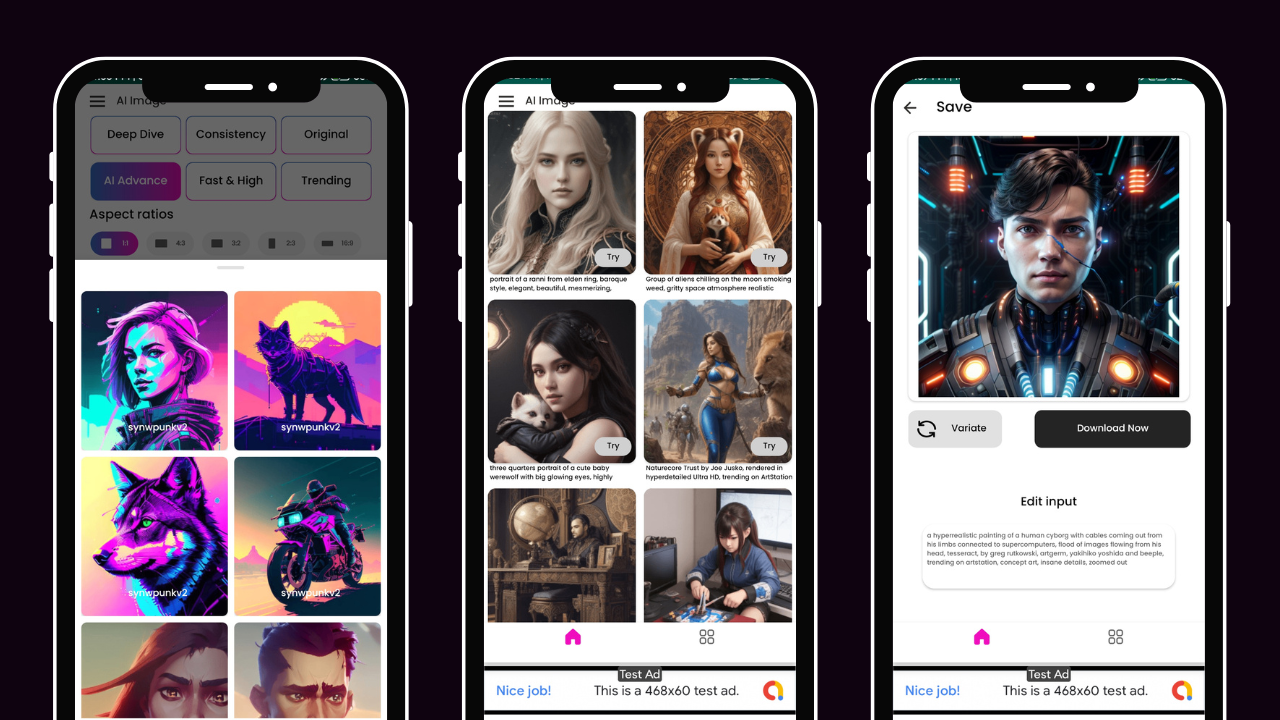 AI Image
Deep Dive
Consistency
Original
AI Advance
Fast & High
Trending
Aspect ratios
1:1
4:3
3:2
2:3
16:9
synwpunkv2
synwpunkv2
synwpunkv2
synwpunkv2
AI Image
Try
Try
portrait of a ranni from elden ring, baroque
style, elegant, beautiful, mesmerizing,
Group of aliens chilling on the moon smoking
weed, gritty space atmosphere realistic
Try
Try
three quarters portrait of a cute baby
werewolf with big glowing eyes, highly
Naturecore Trust by Joe Jusko, rendered in
hyperdetailed Ultra HD, trending on ArtStation
Test Ad
Nice job!
This is a 468x60 test ad.
Save
Variate
Download Now
Edit input
a hyperrealistic painting of a human cyborg with cables coming out from
his limbs connected to supercomputers, flood of images flowing from his
head, tesseract, by greg rutkowski, artgerm, yakihiko yoshida and beeple,
trending on artstation, concept art, insane details, zoomed out
Test Ad
Nice job!
This is a 468x60 test ad.